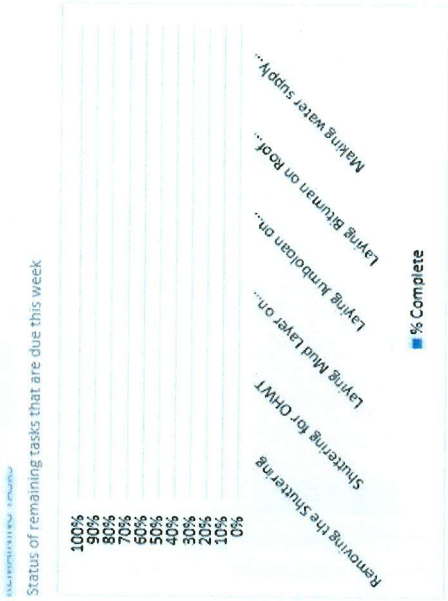 Status of remaining tasks that are due this week
100%
90%
80%
70%
60%
50%
40%
30%
20%
10%
0%
Removing the Shuttering
Shuttering for OHWT
Laying Mud Layer on...
Laying Jumboloan on...
Laying Bituman on Roof...
Making water supply...
% Complete